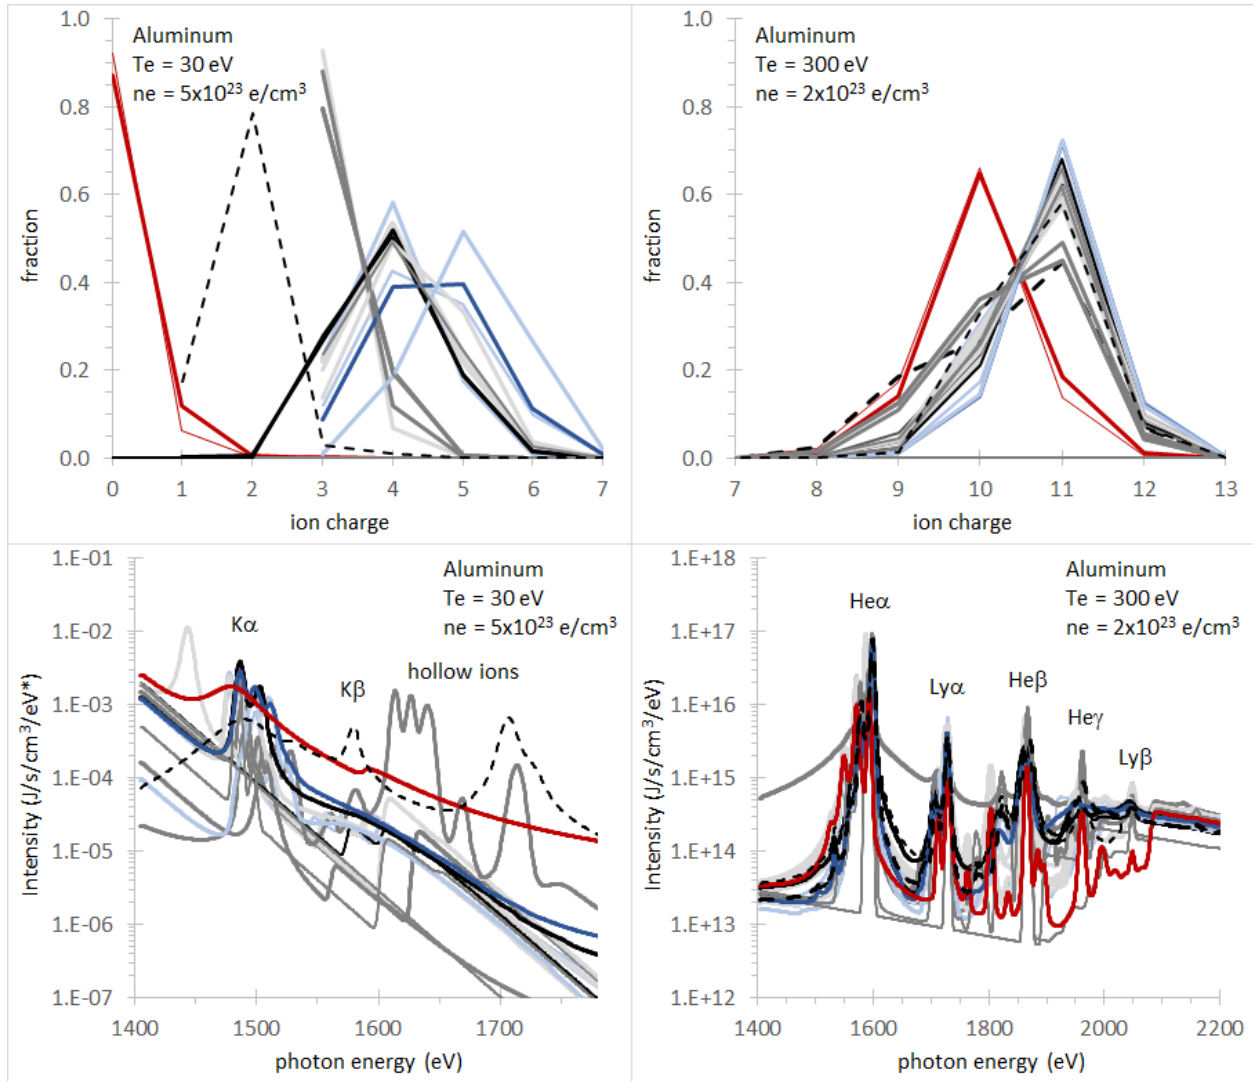 Aluminum
Te = 30 eV
ne = 5x10²³ e/cm³
fraction
1.0
0.8
0.6
0.4
0.2
0.0
0 1 2 3 4 5 6 7
ion charge
Aluminum
Te = 300 eV
ne = 2x10²³ e/cm³
fraction
1.0
0.8
0.6
0.4
0.2
0.0
7 8 9 10 11 12 13
ion charge
Aluminum
Te = 30 eV
ne = 5x10²³ e/cm³
Kα
Kβ
hollow ions
Intensity (J/s/cm³/eV*)
1.E-01
1.E-02
1.E-03
1.E-04
1.E-05
1.E-06
1.E-07
1400 1500 1600 1700
photon energy (eV)
Aluminum
Te = 300 eV
ne = 2x10²³ e/cm³
Heα
Lyα
Heβ
Heγ
Lyβ
Intensity (J/s/cm³/eV)
1.E+18
1.E+17
1.E+16
1.E+15
1.E+14
1.E+13
1.E+12
1400 1600 1800 2000 2200
photon energy (eV)